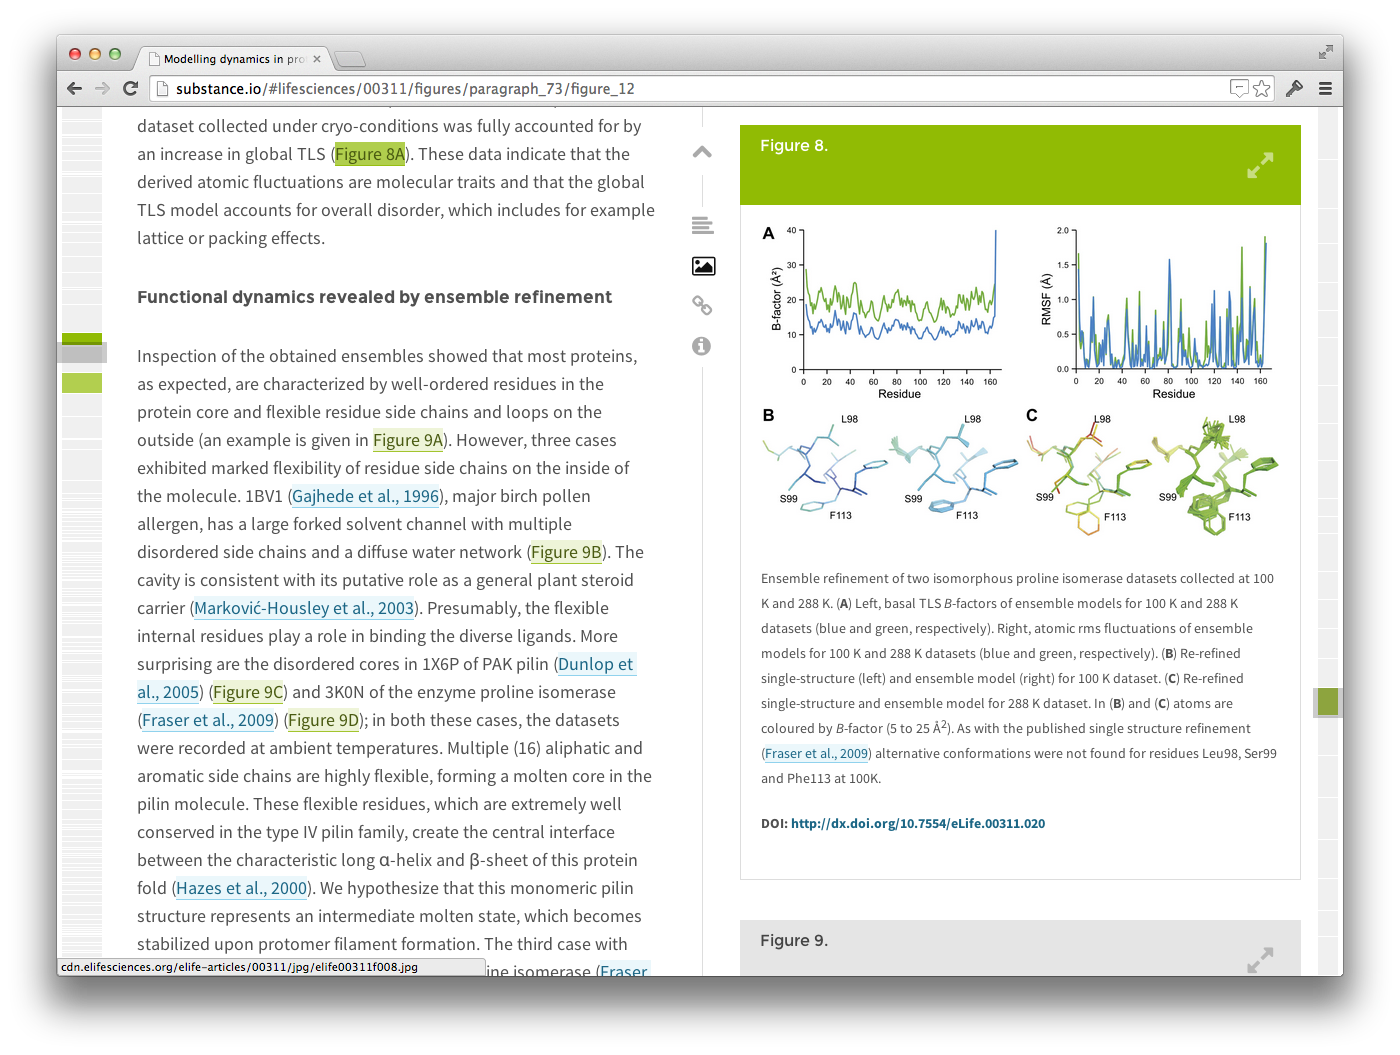 Modelling dynamics in pro
substance.io/#lifesciences/00311/figures/paragraph_73/figure_12
dataset collected under cryo-conditions was fully accounted for by
an increase in global TLS (Figure 8A). These data indicate that the
derived atomic fluctuations are molecular traits and that the global
TLS model accounts for overall disorder, which includes for example
lattice or packing effects.
Functional dynamics revealed by ensemble refinement
Inspection of the obtained ensembles showed that most proteins,
as expected, are characterized by well-ordered residues in the
protein core and flexible residue side chains and loops on the
outside (an example is given in Figure 9A). However, three cases
exhibited marked flexibility of residue side chains on the inside of
the molecule. 1BV1 (Gajhede et al., 1996), major birch pollen
allergen, has a large forked solvent channel with multiple
disordered side chains and a diffuse water network (Figure 9B). The
cavity is consistent with its putative role as a general plant steroid
carrier (Marković-Housley et al., 2003). Presumably, the flexible
internal residues play a role in binding the diverse ligands. More
surprising are the disordered cores in 1X6P of PAK pilin (Dunlop et
al., 2005) (Figure 9C) and 3K0N of the enzyme proline isomerase
(Fraser et al., 2009) (Figure 9D); in both these cases, the datasets
were recorded at ambient temperatures. Multiple (16) aliphatic and
aromatic side chains are highly flexible, forming a molten core in the
pilin molecule. These flexible residues, which are extremely well
conserved in the type IV pilin family, create the central interface
between the characteristic long α-helix and β-sheet of this protein
fold (Hazes et al., 2000). We hypothesize that this monomeric pilin
structure represents an intermediate molten state, which becomes
stabilized upon protomer filament formation. The third case with
ine isomerase (Fraser
cdn.elifesciences.org/elife-articles/00311/jpg/elife00311f008.jpg
Figure 8.
A
40
30
20
10
0
B-factor (Å²)
0 20 40 60 80 100 120 140 160
Residue
2.0
1.5
1.0
0.5
0.0
RMSF (Å)
0 20 40 60 80 100 120 140 160
Residue
B
L98
S99
F113
L98
S99
F113
C
L98
S99
F113
L98
S99
F113
Ensemble refinement of two isomorphous proline isomerase datasets collected at 100
K and 288 K. (A) Left, basal TLS B-factors of ensemble models for 100 K and 288 K
datasets (blue and green, respectively). Right, atomic rms fluctuations of ensemble
models for 100 K and 288 K datasets (blue and green, respectively). (B) Re-refined
single-structure (left) and ensemble model (right) for 100 K dataset. (C) Re-refined
single-structure and ensemble model for 288 K dataset. In (B) and (C) atoms are
coloured by B-factor (5 to 25 Å2). As with the published single structure refinement
(Fraser et al., 2009) alternative conformations were not found for residues Leu98, Ser99
and Phe113 at 100K.
DOI: http://dx.doi.org/10.7554/eLife.00311.020
Figure 9.